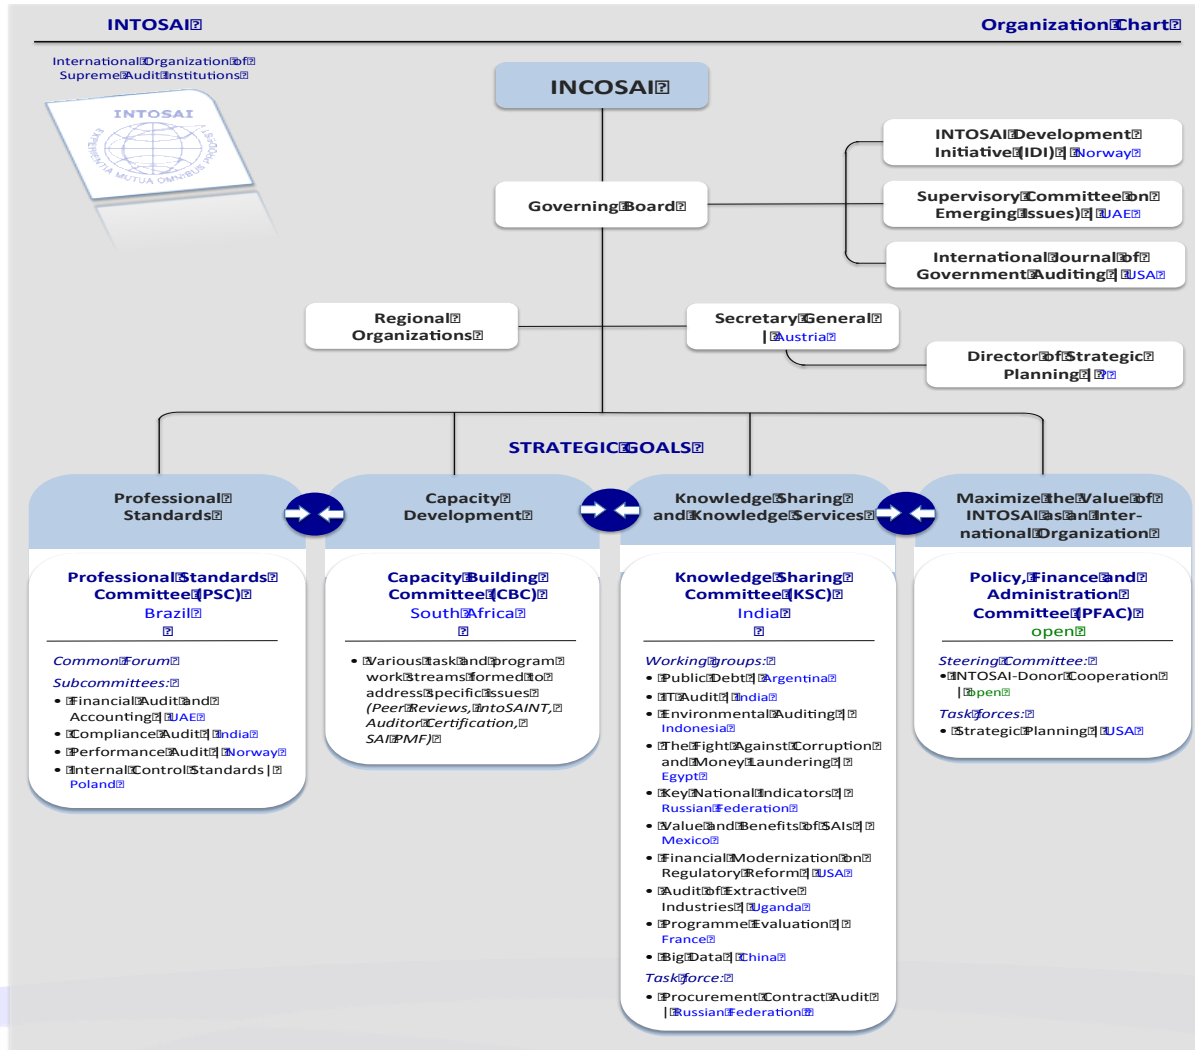 INTOSAI
Organization Chart
International Organization of
Supreme Audit Institutions
INTOSAI
EXPERIENTIA MUTUA OMNIBUS PRODEST
INCOSAI
INTOSAI Development
Initiative (IDI) | Norway
Governing Board
Supervisory Committee on
Emerging Issues) | UAE
International Journal of
Government Auditing | USA
Regional
Organizations
Secretary General
| Austria
Director of Strategic
Planning | ?
STRATEGIC GOALS
Professional
Standards
Capacity
Development
Knowledge Sharing
and Knowledge Services
Maximize the Value of
INTOSAI as an Inter-
national Organization
Professional Standards
Committee (PSC)
Brazil
Common Forum
Subcommittees:
• Financial Audit and
Accounting | UAE
• Compliance Audit | India
• Performance Audit | Norway
• Internal Control Standards |
Poland
Capacity Building
Committee (CBC)
South Africa
• Various task and program
work streams formed to
address specific issues
(Peer Reviews, IntoSAINT,
Auditor Certification,
SAI PMF)
Knowledge Sharing
Committee (KSC)
India
Working groups:
• Public Debt | Argentina
• IT Audit | India
• Environmental Auditing |
Indonesia
• The Fight Against Corruption
and Money Laundering |
Egypt
• Key National Indicators |
Russian Federation
• Value and Benefits of SAIs |
Mexico
• Financial Modernization on
Regulatory Reform | USA
• Audit of Extractive
Industries | Uganda
• Programme Evaluation |
France
• Big Data | China
Task force:
• Procurement Contract Audit
| Russian Federation
Policy, Finance and
Administration
Committee (PFAC)
open
Steering Committee:
• INTOSAI-Donor Cooperation
| open
Task forces:
• Strategic Planning | USA